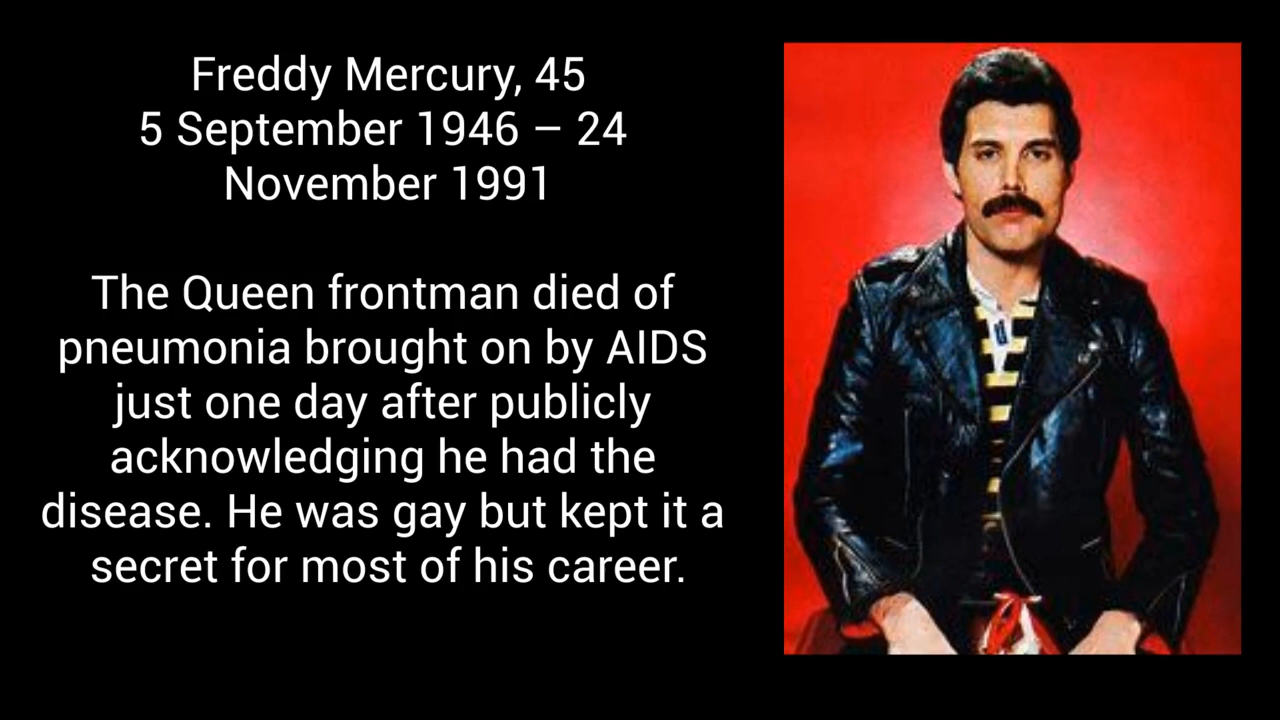 Freddy Mercury, 45
5 September 1946 – 24
November 1991
The Queen frontman died of
pneumonia brought on by AIDS
just one day after publicly
acknowledging he had the
disease. He was gay but kept it a
secret for most of his career.